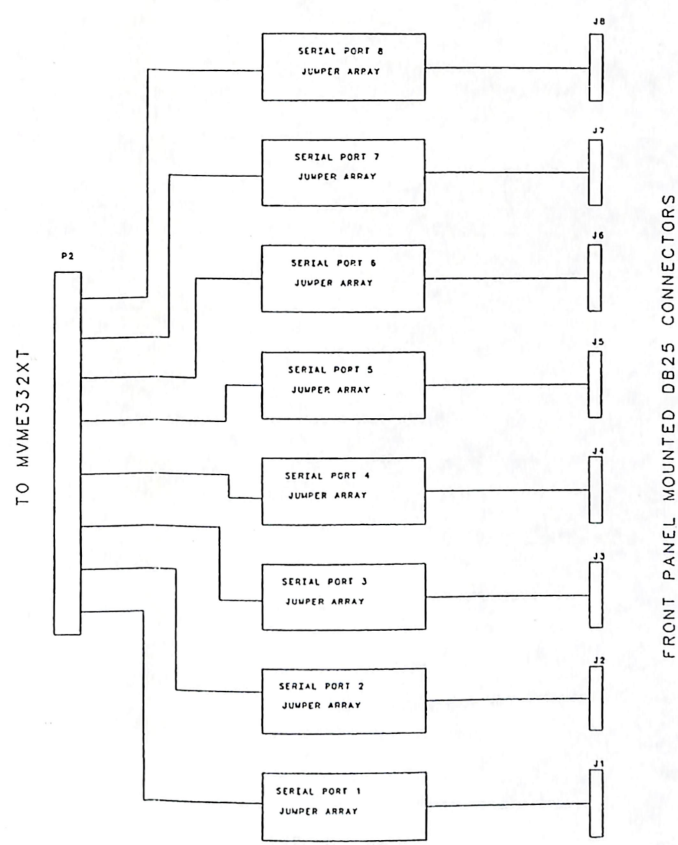 J8
SERIAL PORT 8
JUMPER ARRAY
J7
SERIAL PORT 7
JUMPER ARRAY
J6
SERIAL PORT 6
JUMPER ARRAY
P2
J5
SERIAL PORT 5
JUMPER ARRAY
TO MVME332XT
FRONT PANEL MOUNTED DB25 CONNECTORS
J4
SERIAL PORT 4
JUMPER ARRAY
J3
SERIAL PORT 3
JUMPER ARRAY
J2
SERIAL PORT 2
JUMPER ARRAY
J1
SERIAL PORT 1
JUMPER ARRAY